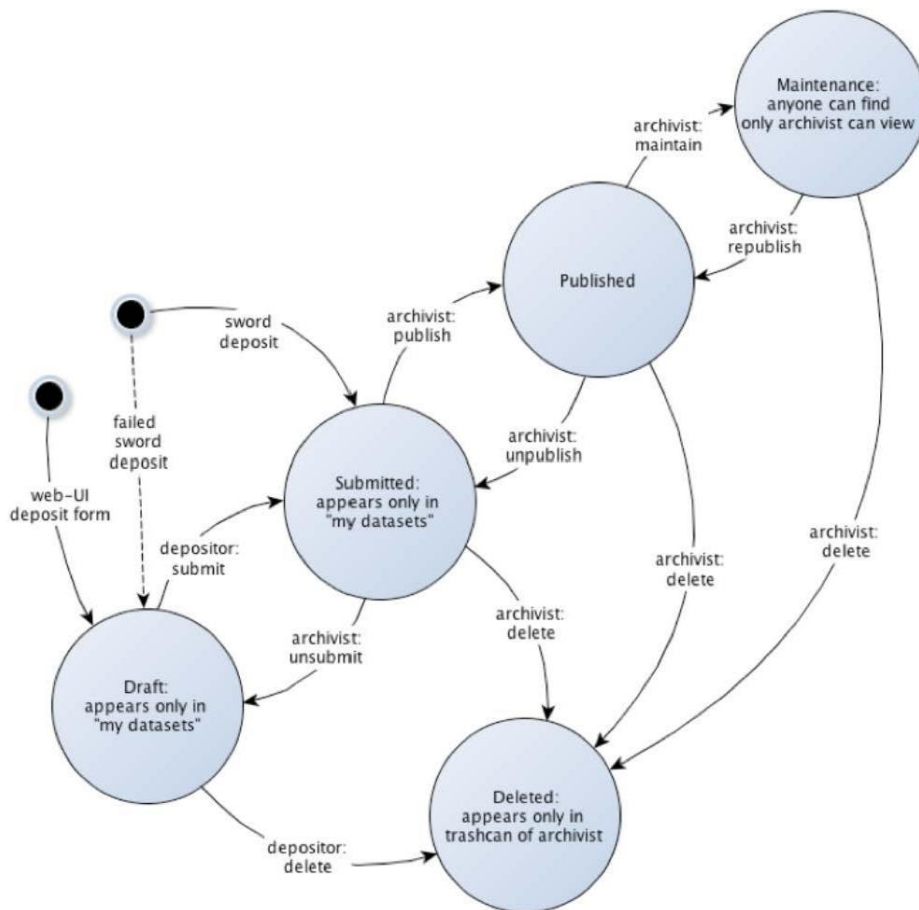 Maintenance:
anyone can find
only archivist can view
archivist:
maintain
archivist:
republish
Published
sword
deposit
archivist:
publish
failed
sword
deposit
archivist:
unpublish
Submitted:
appears only in
"my datasets"
web-UI
deposit form
depositor:
submit
archivist:
delete
archivist:
delete
archivist:
delete
archivist:
unsubmit
Draft:
appears only in
"my datasets"
Deleted:
appears only in
trashcan of archivist
depositor:
delete